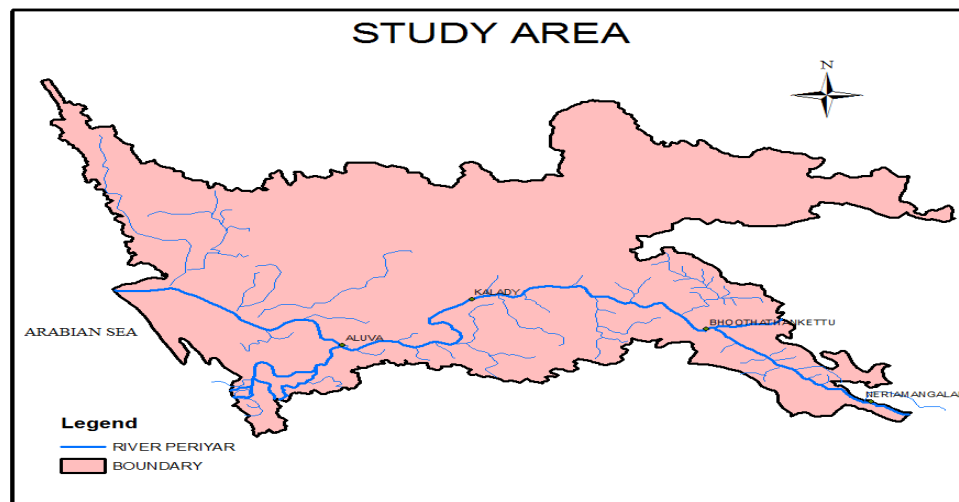 STUDY AREA
N
KALADY
BHOOTHATHANKETTU
ARABIAN SEA
ALUVA
NERIAMANGALAM
Legend
RIVER PERIYAR
BOUNDARY